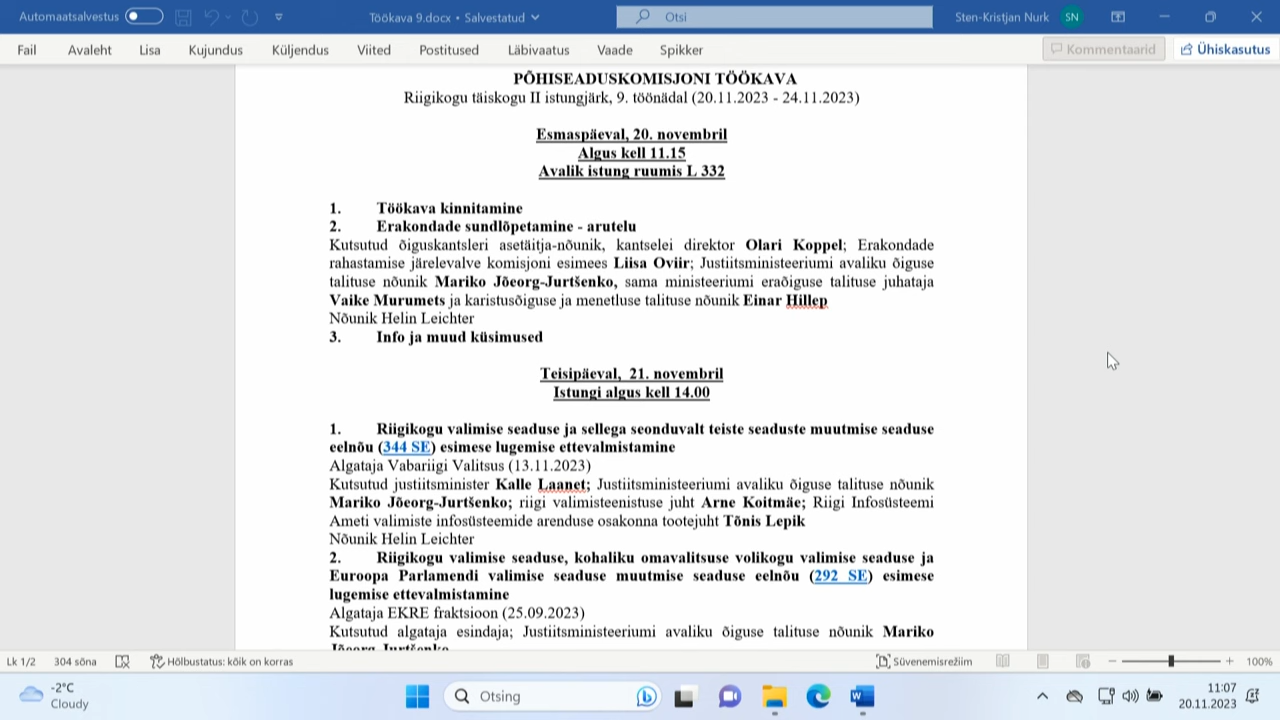 Automaatsalvestus
Töökava 9.docx • Salvestatud
Otsi
Sten-Kristjan Nurk
SN
Fail Avaleht Lisa Kujundus Küljendus Viited Postitused Läbivaatus Vaade Spikker
Kommentaarid Ühiskasutus
PÕHISEADUSKOMISJONI TÖÖKAVA
Riigikogu täiskogu II istungjärk, 9. töönädal (20.11.2023 - 24.11.2023)
Esmaspäeval, 20. novembril
Algus kell 11.15
Avalik istung ruumis L 332
1. Töökava kinnitamine
2. Erakondade sundlõpetamine - arutelu
Kutsutud õiguskantsleri asetäitja-nõunik, kantselei direktor Olari Koppel; Erakondade
rahastamise järelevalve komisjoni esimees Liisa Oviir; Justiitsministeeriumi avaliku õiguse
talituse nõunik Mariko Jõeorg-Jurtšenko, sama ministeeriumi eraõiguse talituse juhataja
Vaike Murumets ja karistusõiguse ja menetluse talituse nõunik Einar Hillep
Nõunik Helin Leichter
3. Info ja muud küsimused
Teisipäeval, 21. novembril
Istungi algus kell 14.00
1. Riigikogu valimise seaduse ja sellega seonduvalt teiste seaduste muutmise seaduse
eelnõu (344 SE) esimese lugemise ettevalmistamine
Algataja Vabariigi Valitsus (13.11.2023)
Kutsutud justiitsminister Kalle Laanet; Justiitsministeeriumi avaliku õiguse talituse nõunik
Mariko Jõeorg-Jurtšenko; riigi valimisteenistuse juht Arne Koitmäe; Riigi Infosüsteemi
Ameti valimiste infosüsteemide arenduse osakonna tootejuht Tõnis Lepik
Nõunik Helin Leichter
2. Riigikogu valimise seaduse, kohaliku omavalitsuse volikogu valimise seaduse ja
Euroopa Parlamendi valimise seaduse muutmise seaduse eelnõu (292 SE) esimese
lugemise ettevalmistamine
Algataja EKRE fraktsioon (25.09.2023)
Kutsutud algataja esindaja; Justiitsministeeriumi avaliku õiguse talituse nõunik Mariko
Jõeorg-Jurtšenko
Lk 1/2 304 sõna Hõlbustatus: kõik on korras Süvenemisrežiim 100%
-2°C
Cloudy
Otsing
11:07
20.11.2023